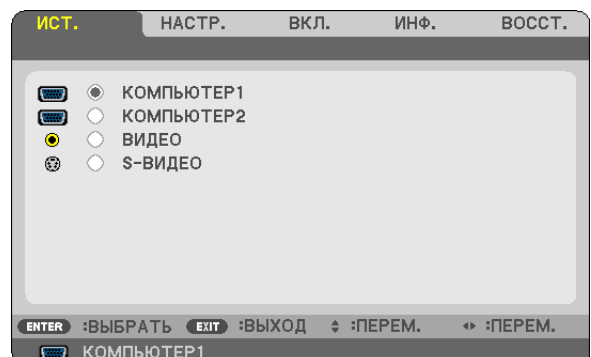 ИСТ. НАСТР. ВКЛ. ИНФ. ВОССТ.
КОМПЬЮТЕР1
КОМПЬЮТЕР2
ВИДЕО
S-ВИДЕО
ENTER :ВЫБРАТЬ EXIT :ВЫХОД :ПЕРЕМ. :ПЕРЕМ.
КОМПЬЮТЕР1